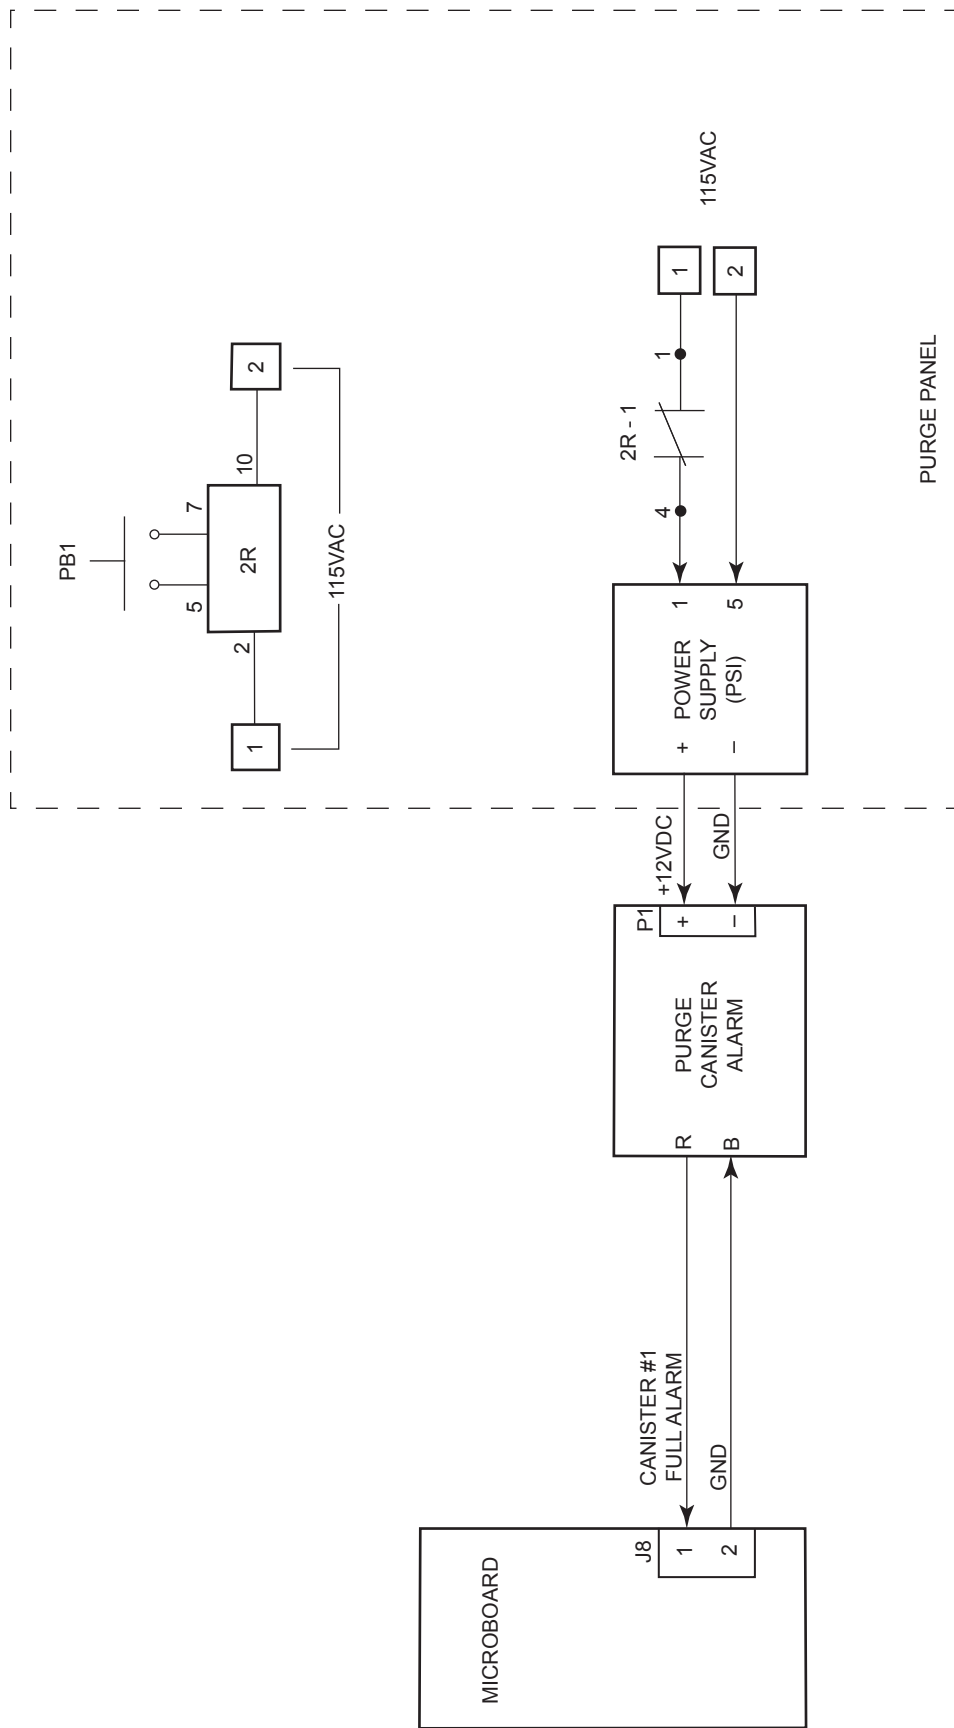 PB1
5
7
2
2R
10
1
2
115VAC
MICROBOARD
J8
1
2
CANISTER #1
FULL ALARM
GND
R
B
PURGE
CANISTER
ALARM
P1
+
–
+12VDC
GND
+
–
POWER
SUPPLY
(PSI)
1
5
4
2R - 1
1
1
2
115VAC
PURGE PANEL